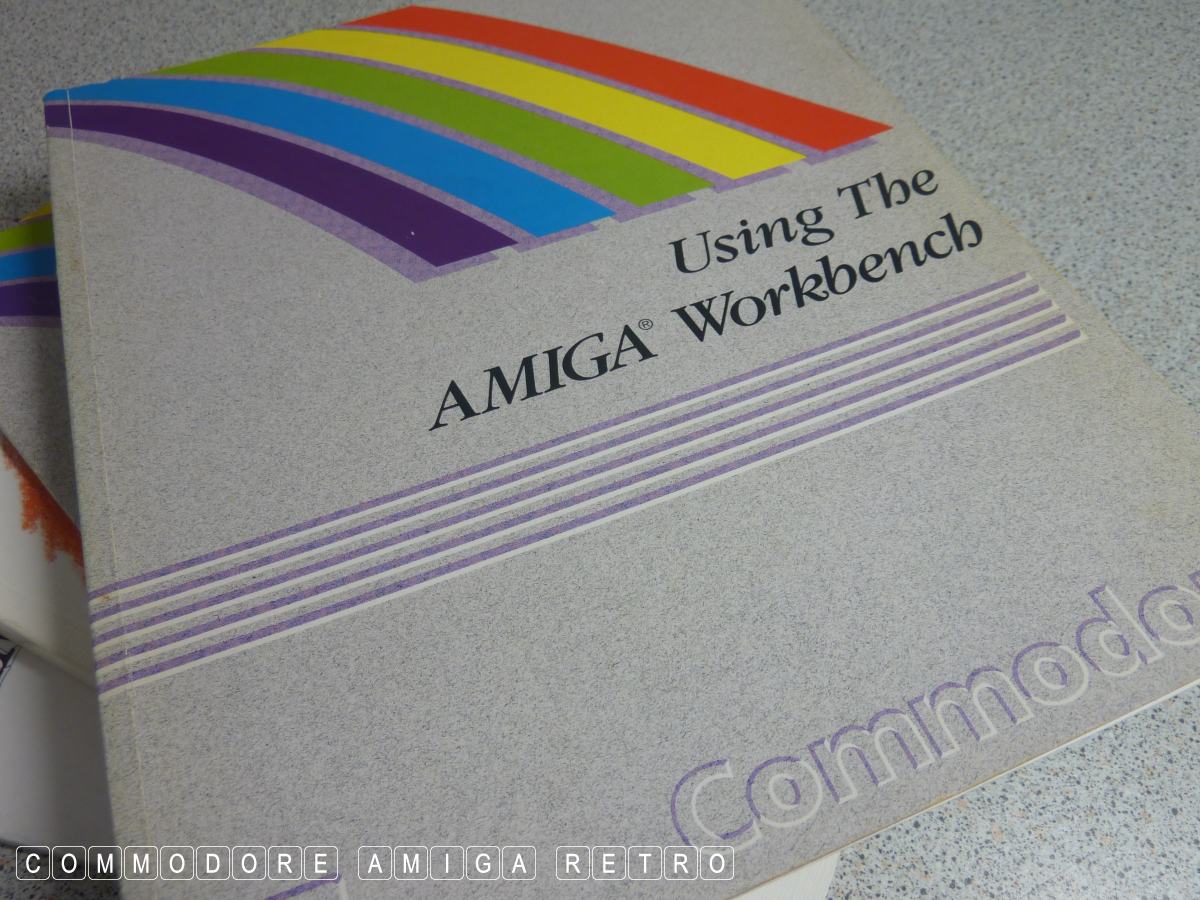 Using The
AMIGA® Workbench
Commodo
COMMODORE AMIGA RETRO